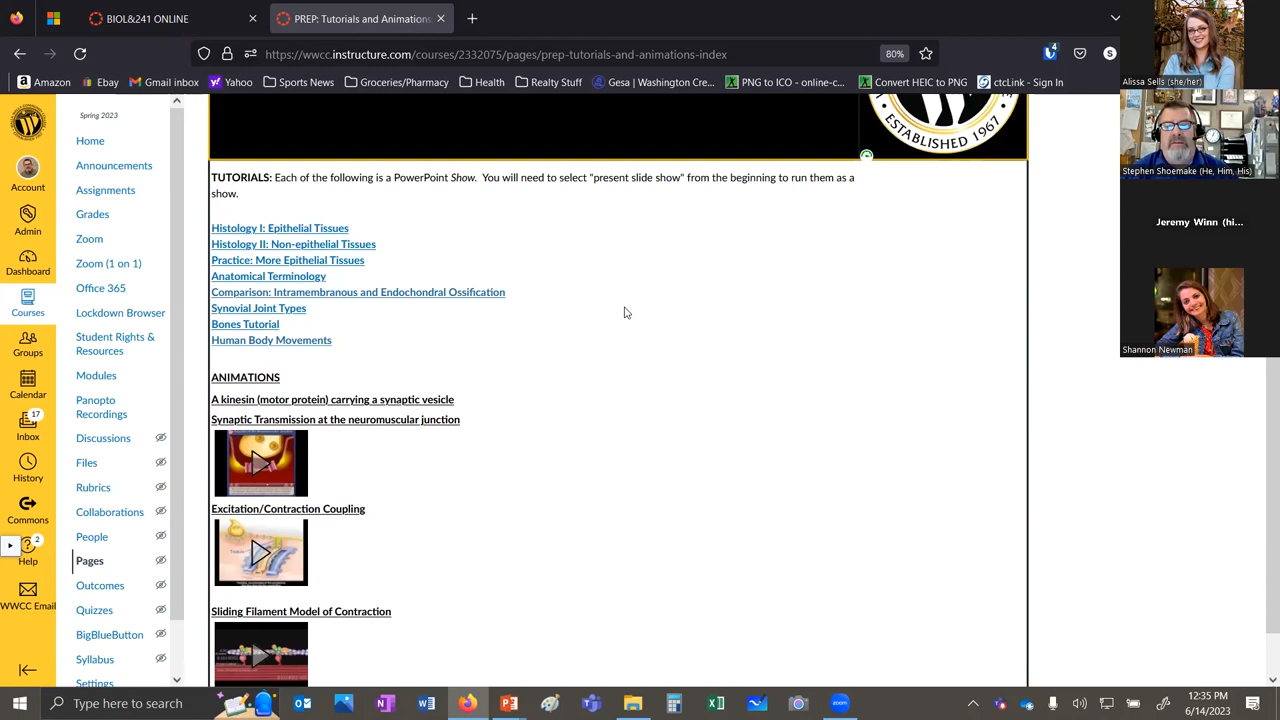 BIOL&241 ONLINE
PREP: Tutorials and Animations
https://wwcc.instructure.com/courses/2332075/pages/prep-tutorials-and-animations-index
80%
Amazon
Ebay
Gmail inbox
Yahoo
Sports News
Groceries/Pharmacy
Health
Realty Sites
Gesa | Washington Cre...
PNG to ICO - online-c...
Convert HEIC to PNG
ctcLink - Sign In
Account
Admin
Dashboard
Courses
Groups
Calendar
17
Inbox
History
Commons
2
Help
WWCC Email
Spring 2023
Home
Announcements
Assignments
Grades
Zoom
Zoom (1 on 1)
Office 365
Lockdown Browser
Student Rights &
Resources
Modules
Panopto
Recordings
Discussions
Files
Rubrics
Collaborations
People
Pages
Outcomes
Quizzes
BigBlueButton
Syllabus
Settings
ESTABLISHED 1967
TUTORIALS: Each of the following is a PowerPoint Show. You will need to select "present slide show" from the beginning to run them as a
show.
Histology I: Epithelial Tissues
Histology II: Non-epithelial Tissues
Practice: More Epithelial Tissues
Anatomical Terminology
Comparison: Intramembranous and Endochondral Ossification
Synovial Joint Types
Bones Tutorial
Human Body Movements
ANIMATIONS
A kinesin (motor protein) carrying a synaptic vesicle
Synaptic Transmission at the neuromuscular junction
Excitation/Contraction Coupling
Sliding Filament Model of Contraction
Alissa Sells (she/her)
Stephen Shoemake (He, Him, His)
Jeremy Winn (hi...
Shannon Newman
Type here to search
zoom
12:35 PM
6/14/2023